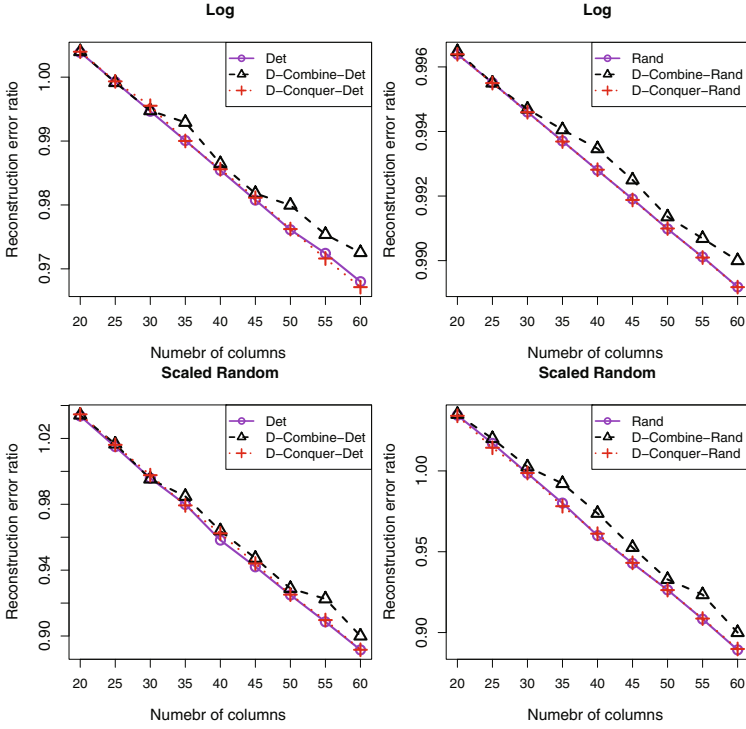 Log
Reconstruction error ratio
0.97 0.98 0.99 1.00
Det
D-Combine-Det
D-Conquer-Det
20 25 30 35 40 45 50 55 60
Numebr of columns
Log
Reconstruction error ratio
0.990 0.992 0.994 0.996
Rand
D-Combine-Rand
D-Conquer-Rand
20 25 30 35 40 45 50 55 60
Numebr of columns
Scaled Random
Reconstruction error ratio
0.90 0.94 0.98 1.02
Det
D-Combine-Det
D-Conquer-Det
20 25 30 35 40 45 50 55 60
Numebr of columns
Scaled Random
Reconstruction error ratio
0.90 0.95 1.00
Rand
D-Combine-Rand
D-Conquer-Rand
20 25 30 35 40 45 50 55 60
Numebr of columns